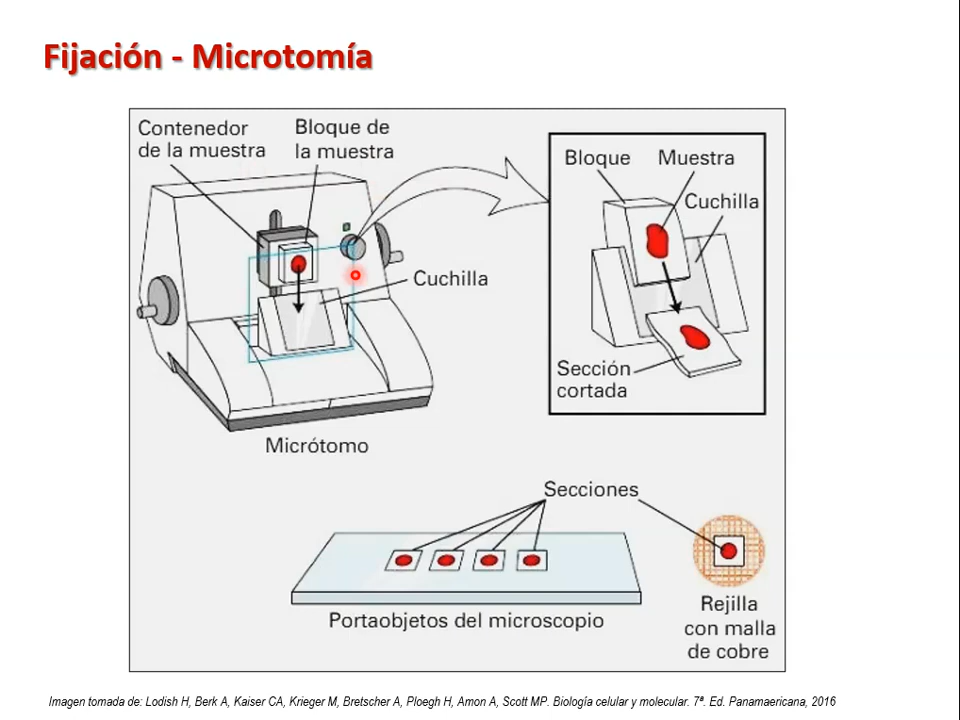 Fijación - Microtomía
Contenedor
de la muestra
Bloque de
la muestra
Cuchilla
Micrótomo
Bloque
Muestra
Cuchilla
Sección
cortada
Secciones
Portaobjetos del microscopio
Rejilla
con malla
de cobre
Imagen tomada de: Lodish H, Berk A, Kaiser CA, Krieger M, Bretscher A, Ploegh H, Amon A, Scott MP. Biología celular y molecular. 7ª. Ed. Panamaericana, 2016